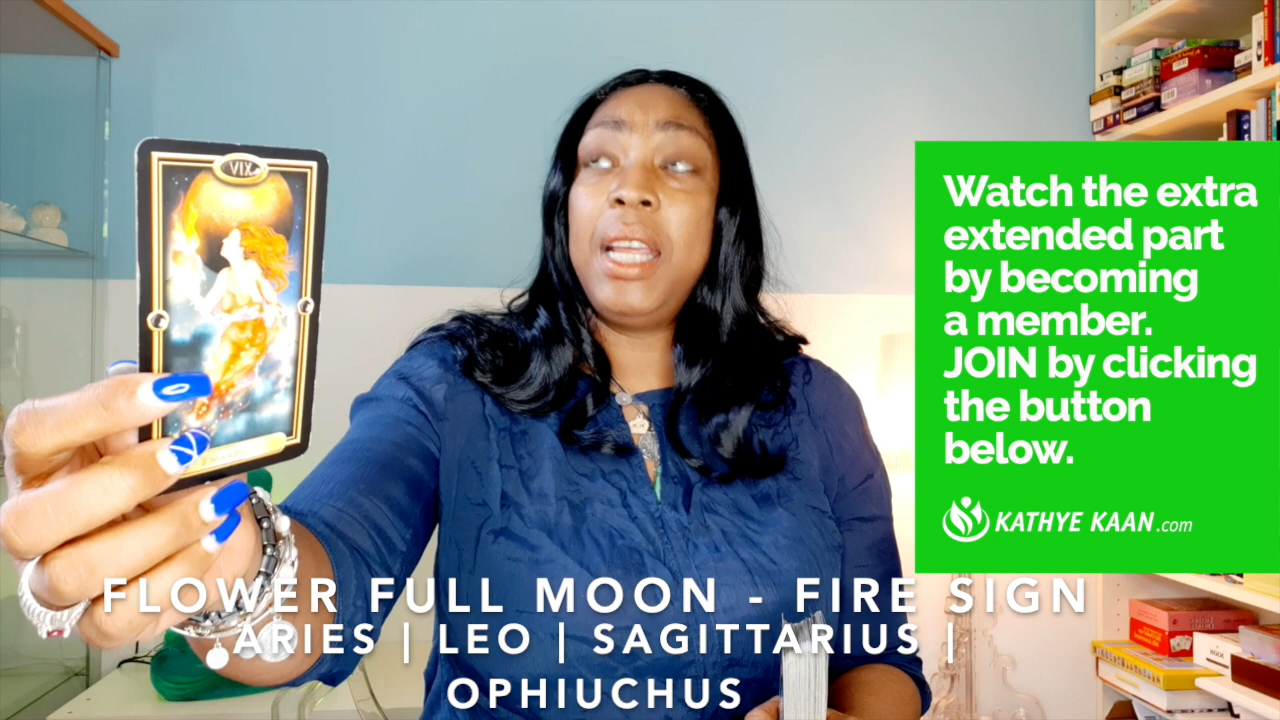 VIX
Watch the extra
extended part
by becoming
a member.
JOIN by clicking
the button
below.
KATHYE KAAN.com
FLOWER FULL MOON - FIRE SIGN
ARIES | LEO | SAGITTARIUS |
OPHIUCHUS